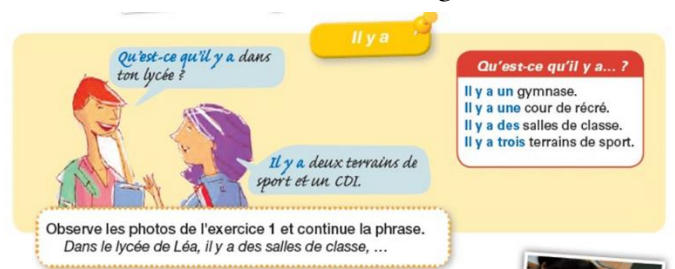 Il y a
Qu'est-ce qu'il y a dans
ton lycée ?
Il y a deux terrains de
sport et un CDI.
Qu'est-ce qu'il y a... ?
Il y a un gymnase.
Il y a une cour de récré.
Il y a des salles de classe.
Il y a trois terrains de sport.
Observe les photos de l'exercice 1 et continue la phrase.
Dans le lycée de Léa, il y a des salles de classe, ...